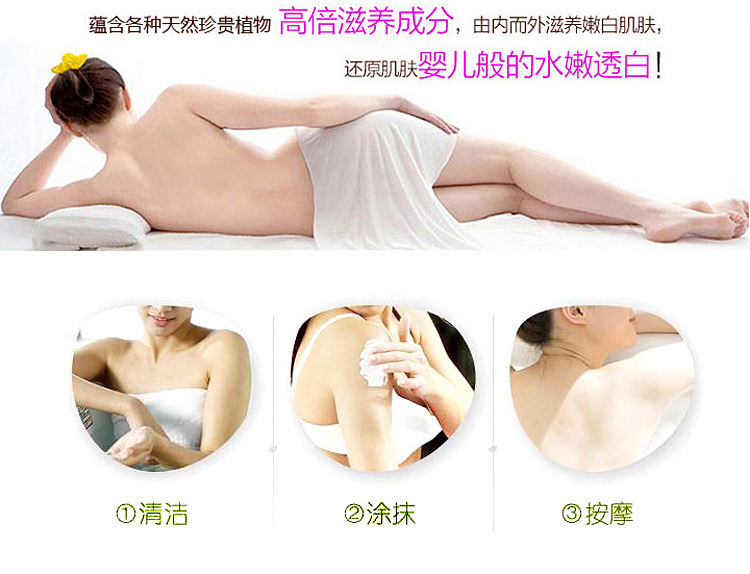 蕴含各种天然珍贵植物 高倍滋养成分，由内而外滋养嫩白肌肤，
还原肌肤婴儿般的水嫩透白！
①清洁
②涂抹
③按摩